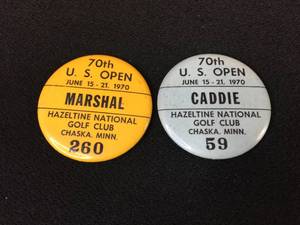 70th
U. S. OPEN
JUNE 15 - 21, 1970
MARSHAL
HAZELTINE NATIONAL
GOLF CLUB
CHASKA. MINN.
260
70th
U. S. OPEN
JUNE 15 - 21. 1970
CADDIE
HAZELTINE NATIONAL
GOLF CLUB
CHASKA. MINN.
59